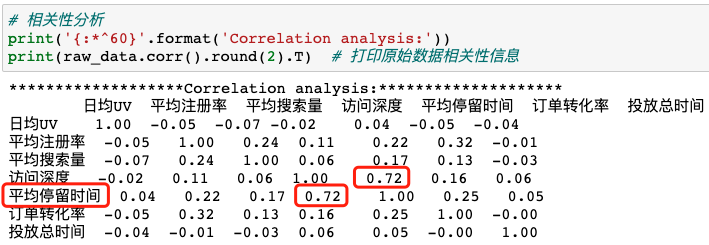 # 相关性分析
print('{:*^60}'.format('Correlation analysis:'))
print(raw_data.corr().round(2).T)  # 打印原始数据相关性信息
*******************Correlation analysis:********************
日均UV  平均注册率  平均搜索量  访问深度  平均停留时间  订单转化率  投放总时间
日均UV  1.00  -0.05  -0.07  -0.02  0.04  -0.05  -0.04
平均注册率  -0.05  1.00  0.24  0.11  0.22  0.32  -0.01
平均搜索量  -0.07  0.24  1.00  0.06  0.17  0.13  -0.03
访问深度  -0.02  0.11  0.06  1.00  0.72  0.16  0.06
平均停留时间  0.04  0.22  0.17  0.72  1.00  0.25  0.05
订单转化率  -0.05  0.32  0.13  0.16  0.25  1.00  -0.00
投放总时间  -0.04  -0.01  -0.03  0.06  0.05  -0.00  1.00